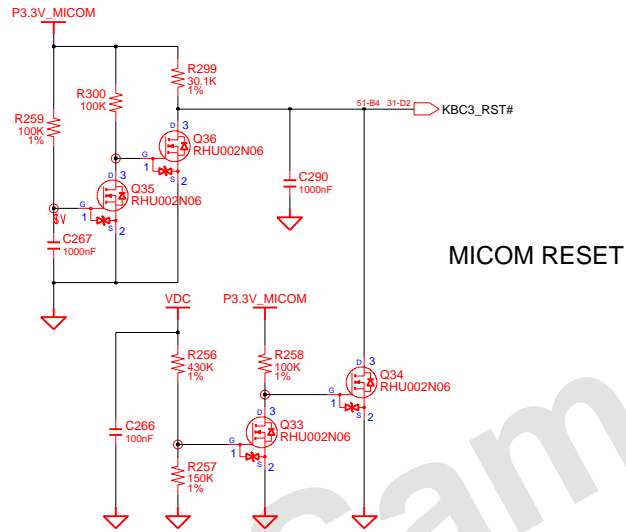 P3.3V_MICOM
R299
30.1K
1%
R300
100K
R259
100K
1%
51-B4 31-D2
KBC3_RST#
D 3
Q36
RHU002N06
G
1
S
2
D 3
Q35
RHU002N06
G
1
S
2
3V
C267
1000nF
C290
1000nF
MICOM RESET
VDC
P3.3V_MICOM
R256
430K
1%
R258
100K
1%
D 3
Q34
RHU002N06
G
1
S
2
C266
100nF
D 3
Q33
RHU002N06
G
1
S
2
R257
150K
1%
Cam